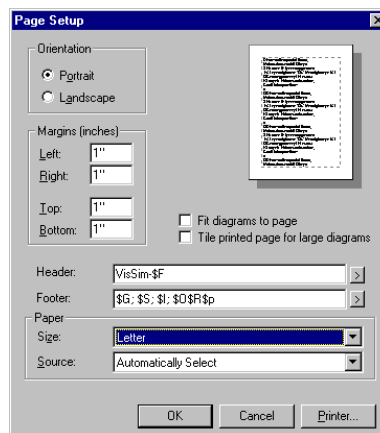 Page Setup
Orientation
Portrait
Landscape
Margins (inches)
Left: 1"
Right: 1"
Top: 1"
Bottom: 1"
Fit diagrams to page
Tile printed page for large diagrams
Header: VisSim-$F >
Footer: $G; $S; $I; $O$R$p >
Paper
Size: Letter
Source: Automatically Select
OK Cancel Printer...